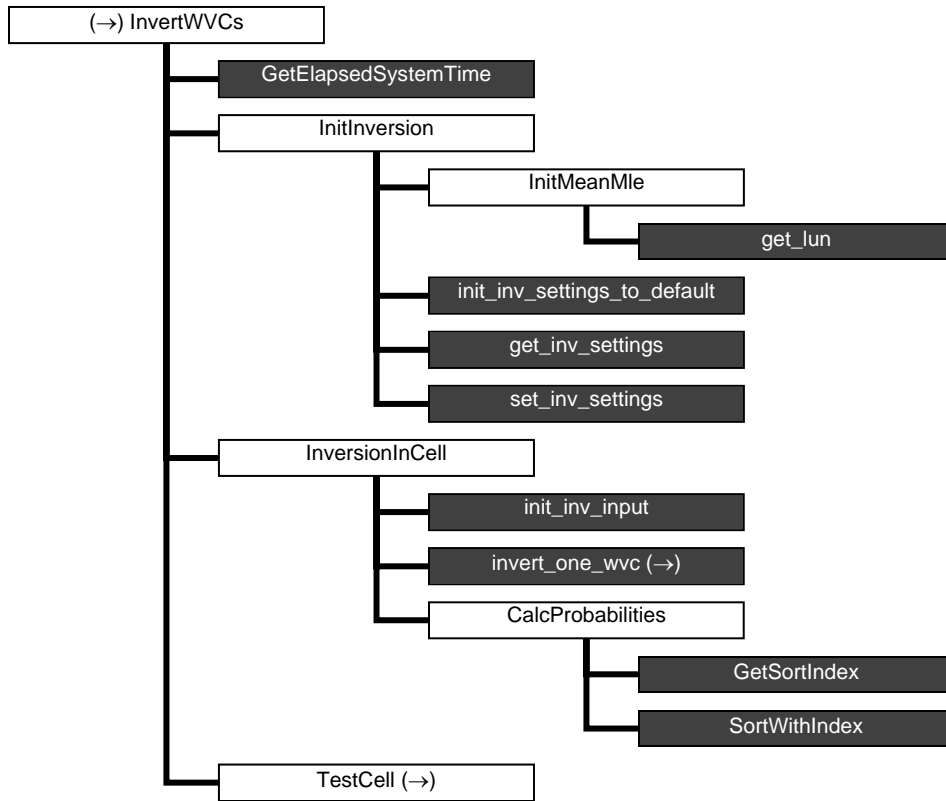 (→) InvertWVCs
GetElapsedSystemTime
InitInversion
InitMeanMle
get_lun
init_inv_settings_to_default
get_inv_settings
set_inv_settings
InversionInCell
init_inv_input
invert_one_wvc (→)
CalcProbabilities
GetSortIndex
SortWithIndex
TestCell (→)